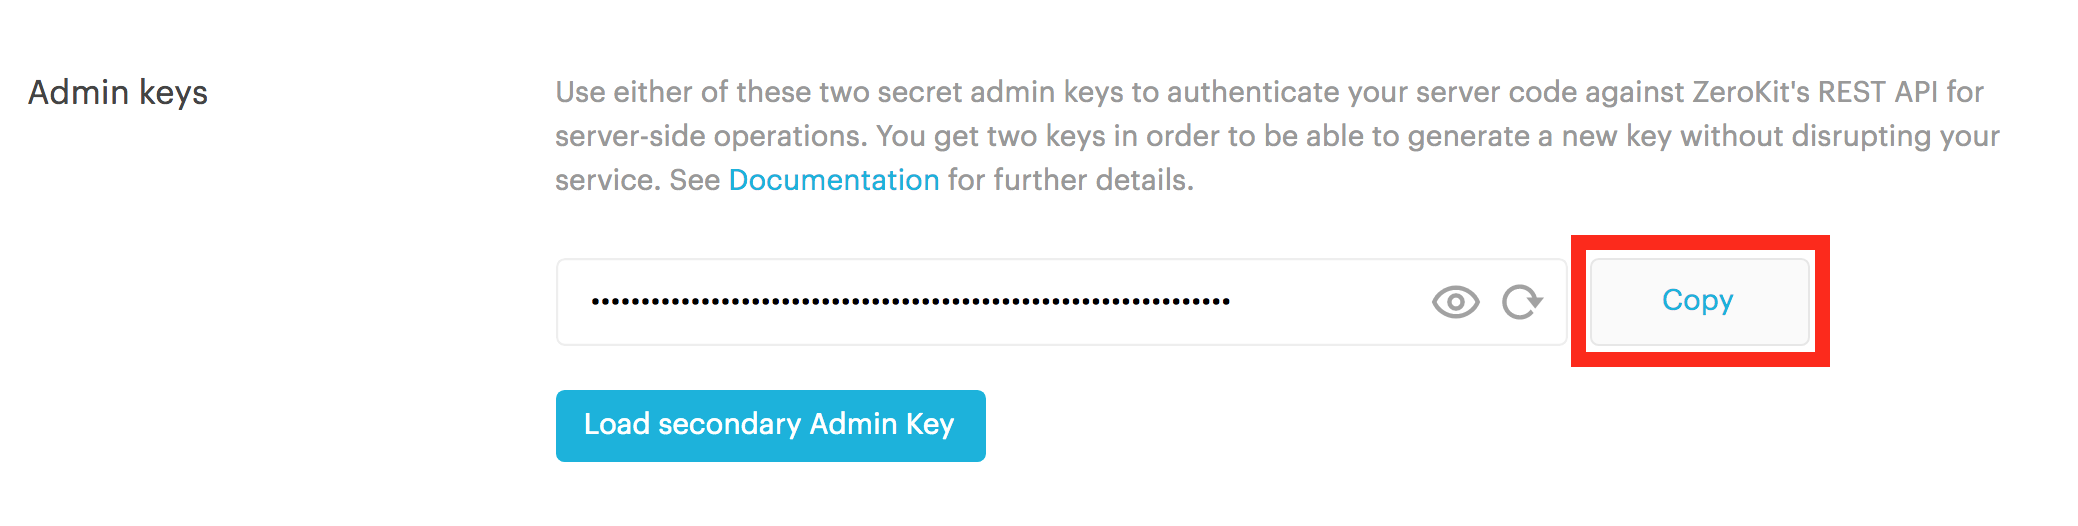 Admin keys
Use either of these two secret admin keys to authenticate your server code against ZeroKit's REST API for
server-side operations. You get two keys in order to be able to generate a new key without disrupting your
service. See Documentation for further details.
Copy
Load secondary Admin Key